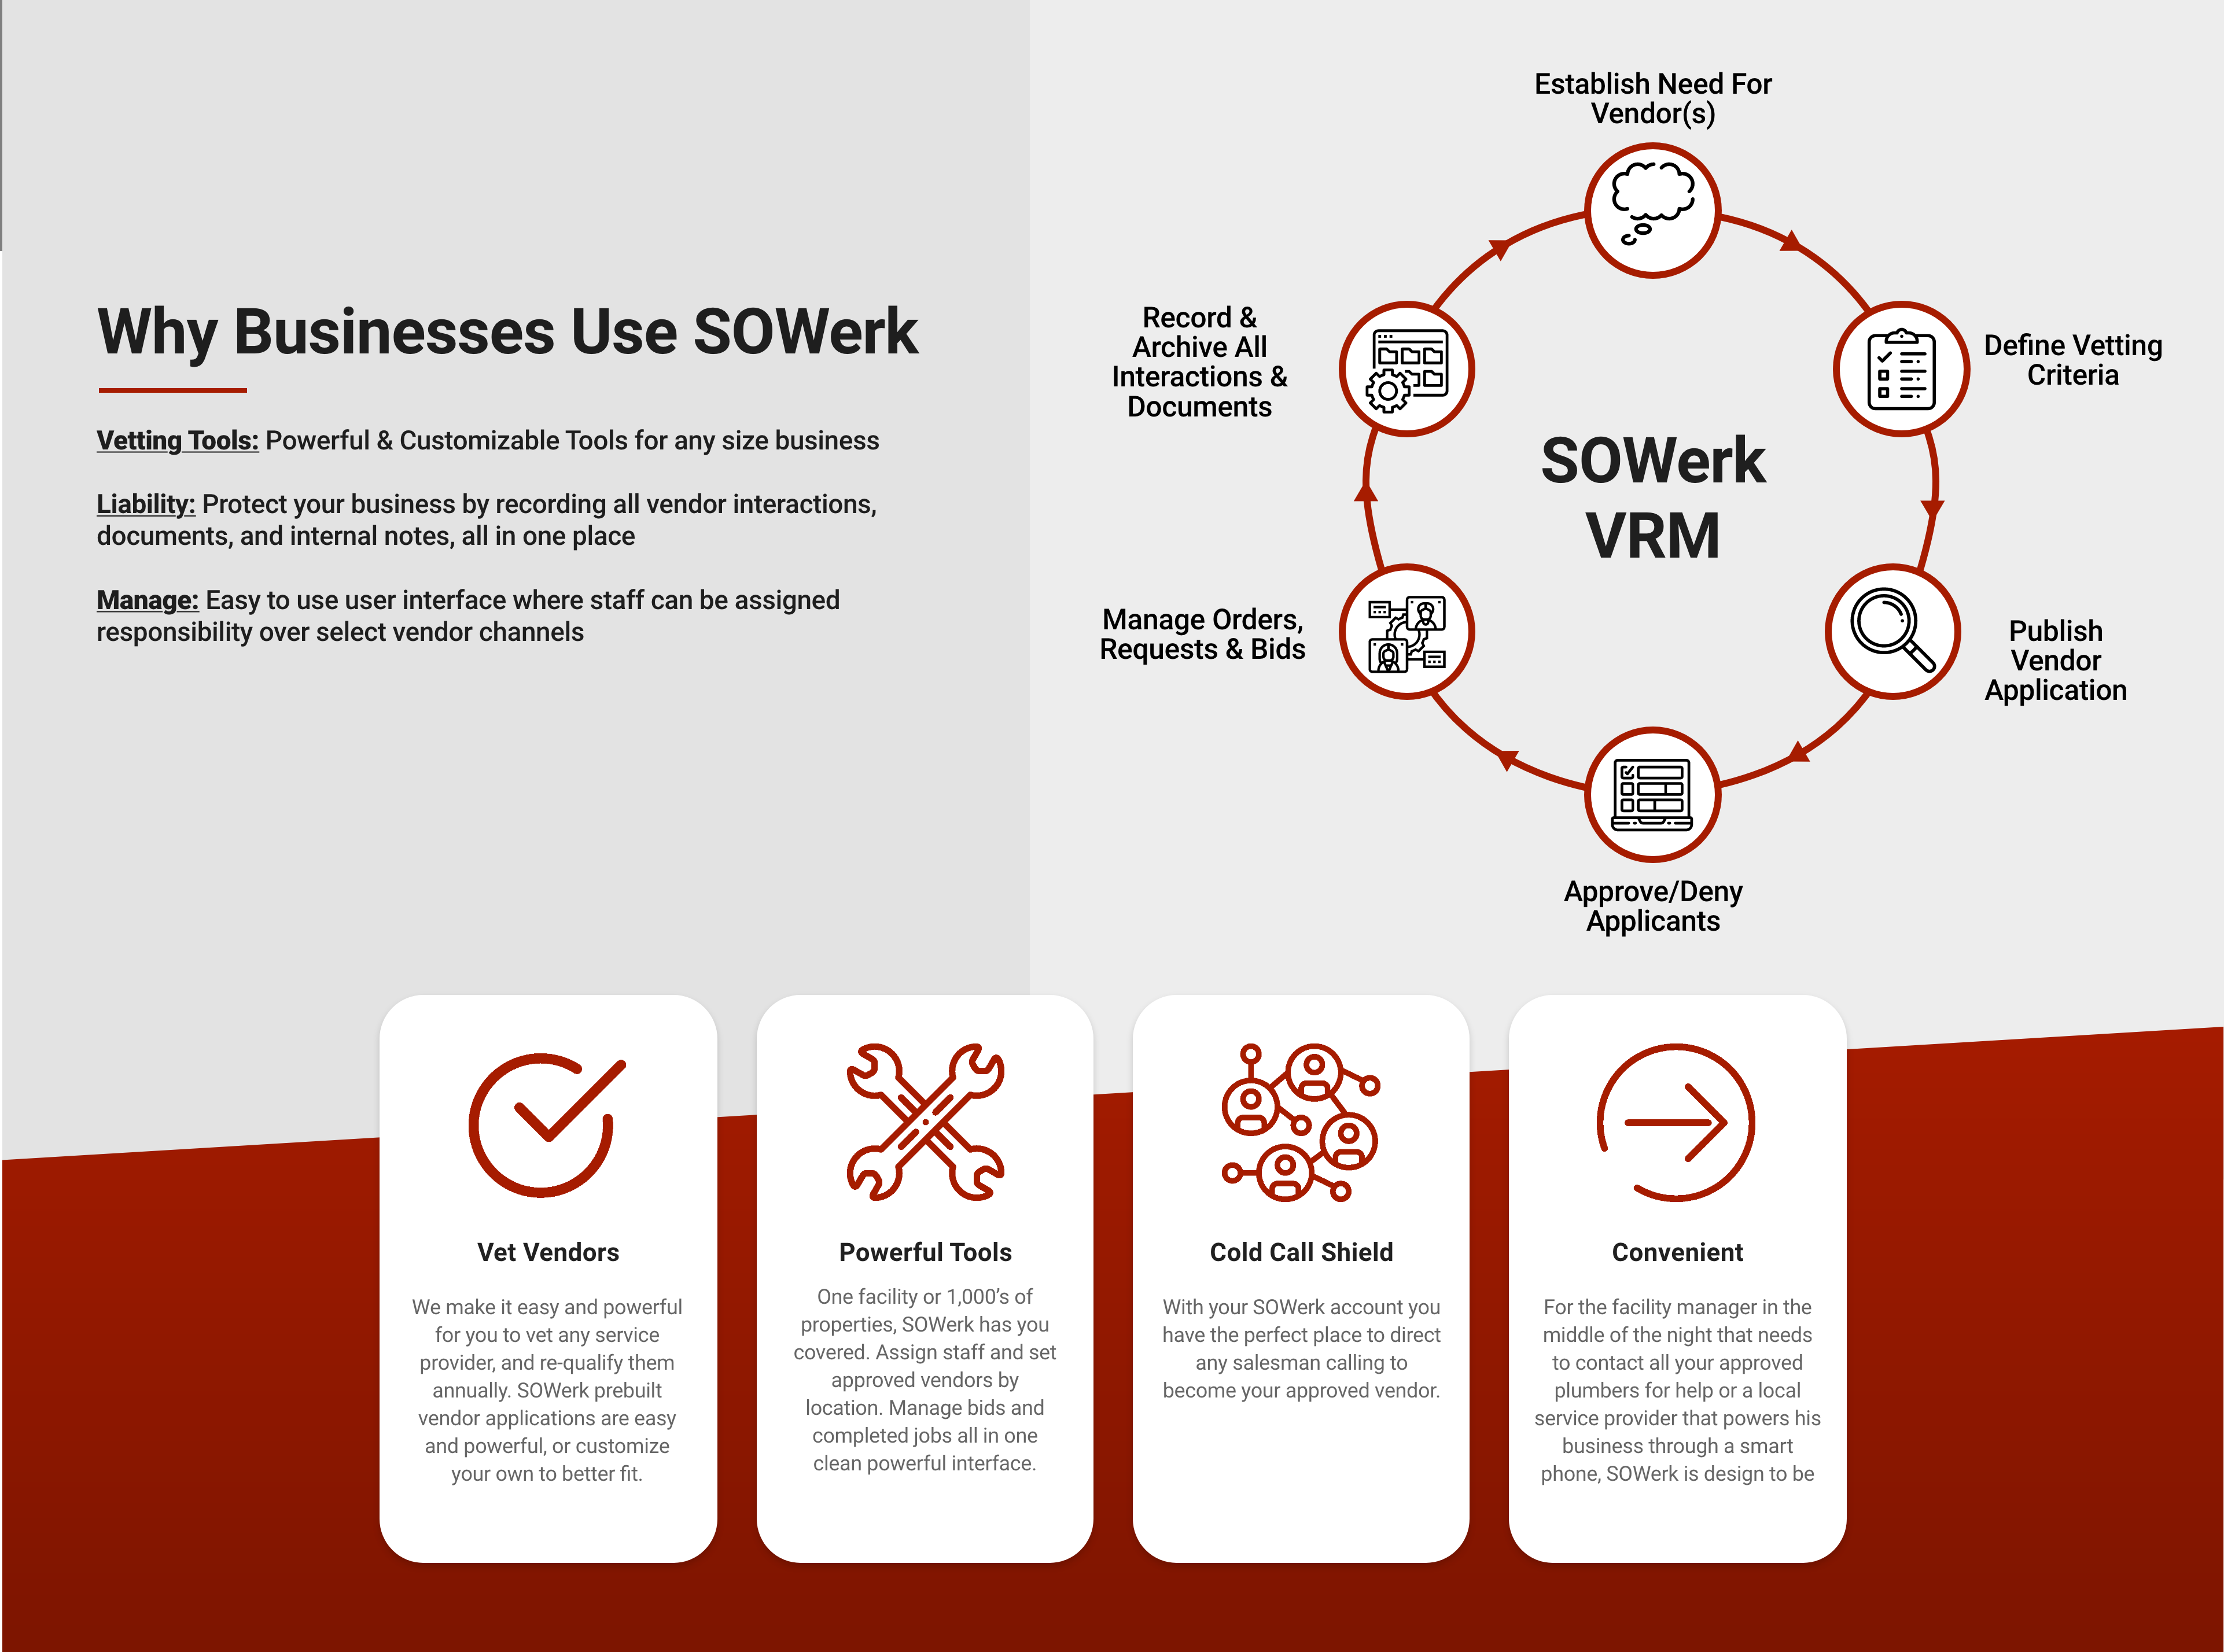 Why Businesses Use SOWerk
Vetting Tools: Powerful & Customizable Tools for any size business
Liability: Protect your business by recording all vendor interactions,
documents, and internal notes, all in one place
Manage: Easy to use user interface where staff can be assigned
responsibility over select vendor channels
Establish Need For
Vendor(s)
Define Vetting
Criteria
Publish
Vendor
Application
Approve/Deny
Applicants
Manage Orders,
Requests & Bids
Record &
Archive All
Interactions &
Documents
SOWerk
VRM
Vet Vendors
We make it easy and powerful
for you to vet any service
provider, and re-qualify them
annually. SOWerk prebuilt
vendor applications are easy
and powerful, or customize
your own to better fit.
Powerful Tools
One facility or 1,000’s of
properties, SOWerk has you
covered. Assign staff and set
approved vendors by
location. Manage bids and
completed jobs all in one
clean powerful interface.
Cold Call Shield
With your SOWerk account you
have the perfect place to direct
any salesman calling to
become your approved vendor.
Convenient
For the facility manager in the
middle of the night that needs
to contact all your approved
plumbers for help or a local
service provider that powers his
business through a smart
phone, SOWerk is design to be